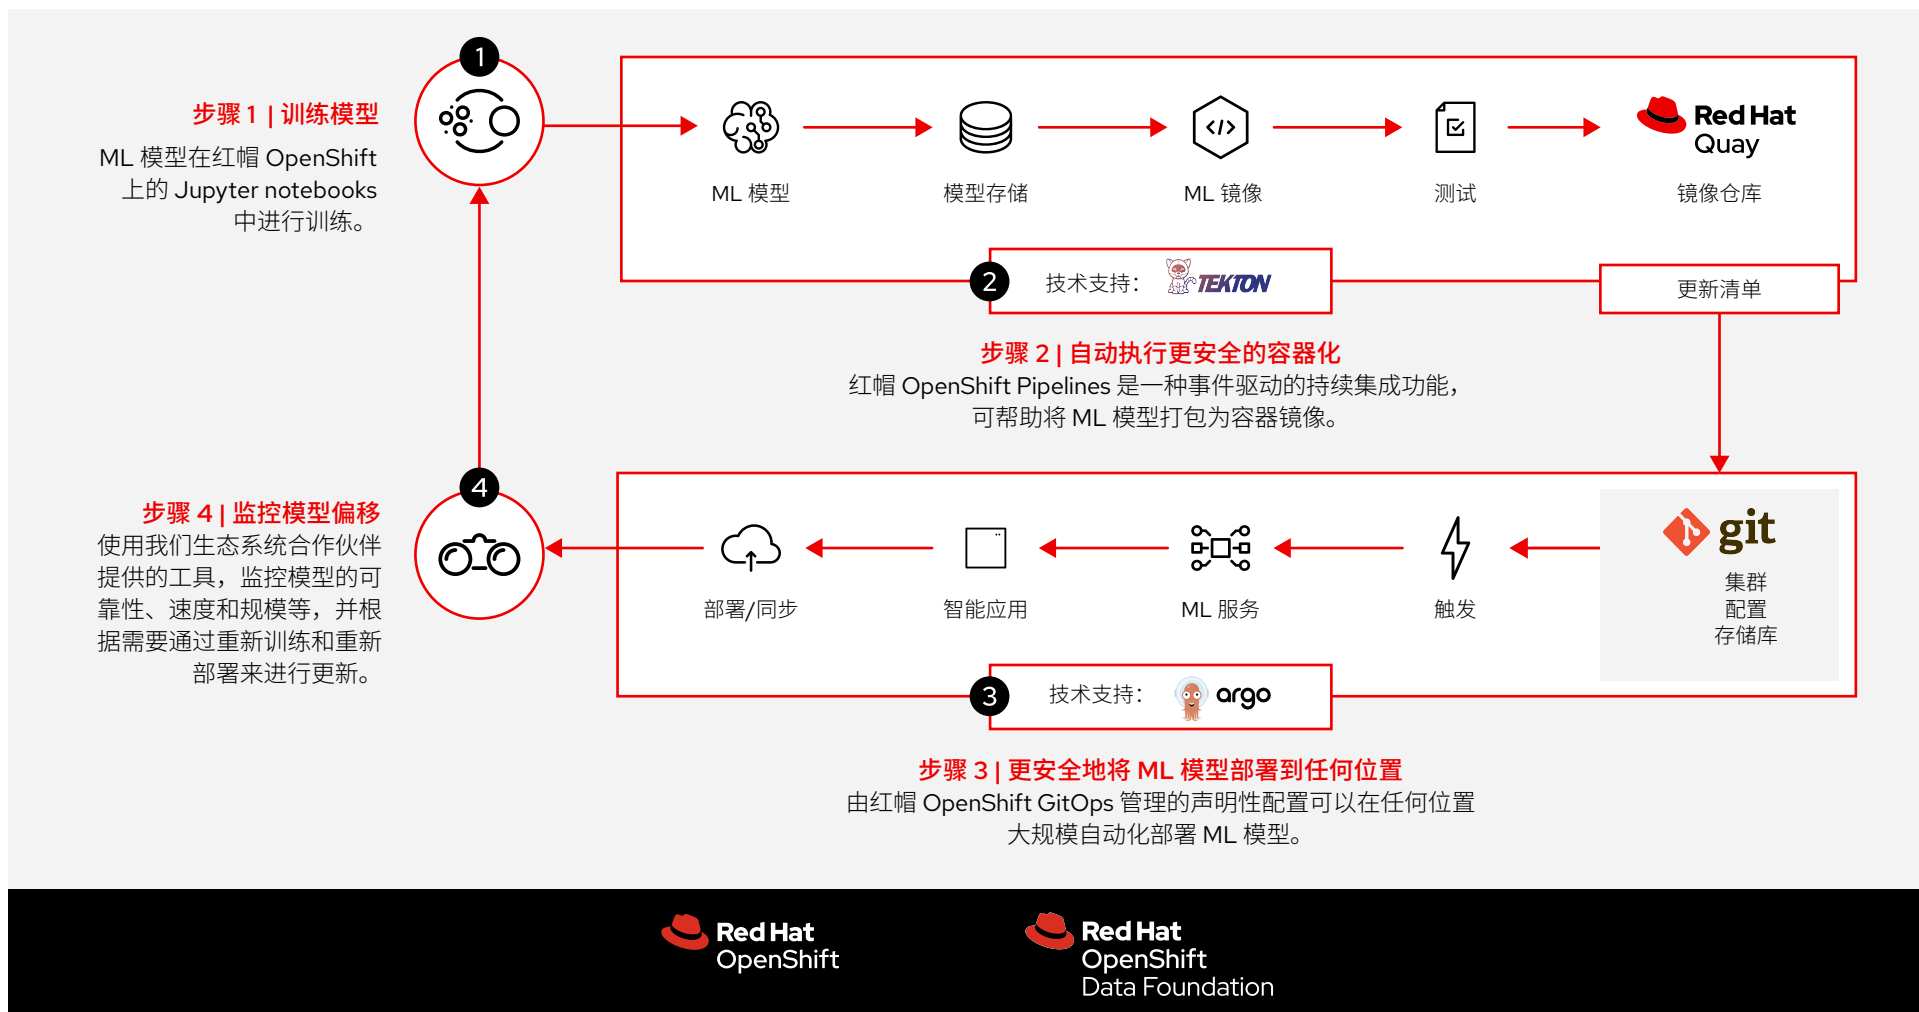 1
步骤 1 | 训练模型
ML 模型在红帽 OpenShift
上的 Jupyter notebooks
中进行训练。
ML 模型
模型存储
ML 镜像
测试
Red Hat
Quay
镜像仓库
2
技术支持：
TEKTON
更新清单
步骤 2 | 自动执行更安全的容器化
红帽 OpenShift Pipelines 是一种事件驱动的持续集成功能，
可帮助将 ML 模型打包为容器镜像。
4
步骤 4 | 监控模型偏移
使用我们生态系统合作伙伴
提供的工具，监控模型的可
靠性、速度和规模等，并根
据需要通过重新训练和重新
部署来进行更新。
部署/同步
智能应用
ML 服务
触发
git
集群
配置
存储库
3
技术支持：
argo
步骤 3 | 更安全地将 ML 模型部署到任何位置
由红帽 OpenShift GitOps 管理的声明性配置可以在任何位置
大规模自动化部署 ML 模型。
Red Hat
OpenShift
Red Hat
OpenShift
Data Foundation